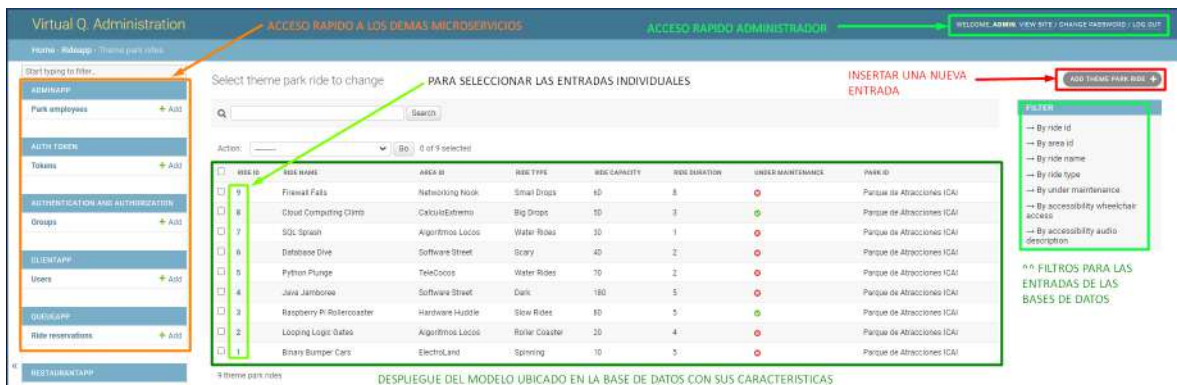 Virtual Q. Administration
ACCESO RAPIDO A LOS DEMAS MICROSERVICIOS
ACCESO RAPIDO ADMINISTRADOR
WELCOME, ADMIN. VIEW SITE / CHANGE PASSWORD / LOG OUT
Home › Rideapp › Theme park rides
Start typing to filter...
ADMINAPP
Park employees + Add
AUTH TOKEN
Tokens + Add
AUTHENTICATION AND AUTHORIZATION
Groups + Add
CLIENTAPP
Users + Add
QUEUEAPP
Ride reservations + Add
RESTAURANTAPP
«
Select theme park ride to change
PARA SELECCIONAR LAS ENTRADAS INDIVIDUALES
INSERTAR UNA NUEVA
ENTRADA
ADD THEME PARK RIDE +
Search
Action: --------- Go 0 of 9 selected
RIDE ID RIDE NAME AREA ID RIDE TYPE RIDE CAPACITY RIDE DURATION UNDER MAINTENANCE PARK ID
9 Firewall Falls Networking Nook Small Drops 60 8 Parque de Atracciones ICAI
8 Cloud Computing Climb CalculoExtremo Big Drops 50 3 Parque de Atracciones ICAI
7 SQL Splash Algoritmos Locos Water Rides 30 1 Parque de Atracciones ICAI
6 Database Dive Software Street Scary 40 2 Parque de Atracciones ICAI
5 Python Plunge TeleCocos Water Rides 70 2 Parque de Atracciones ICAI
4 Java Jamboree Software Street Dark 180 5 Parque de Atracciones ICAI
3 Raspberry Pi Rollercoaster Hardware Huddle Slow Rides 80 5 Parque de Atracciones ICAI
2 Looping Logic Gates Algoritmos Locos Roller Coaster 20 4 Parque de Atracciones ICAI
1 Binary Bumper Cars ElectroLand Spinning 10 5 Parque de Atracciones ICAI
9 theme park rides
DESPLIEGUE DEL MODELO UBICADO EN LA BASE DE DATOS CON SUS CARACTERISTICAS
FILTER
→ By ride id
→ By area id
→ By ride name
→ By ride type
→ By under maintenance
→ By accessibility wheelchair
access
→ By accessibility audio
description
^^ FILTROS PARA LAS
ENTRADAS DE LAS
BASES DE DATOS